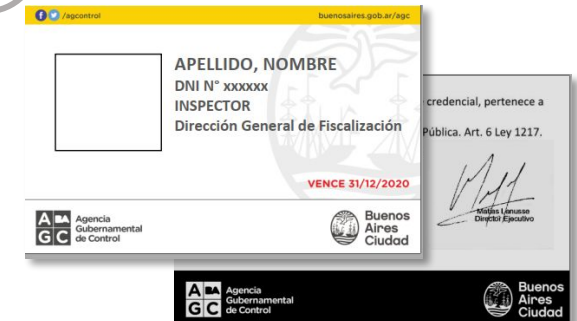 /agcontrol
buenosaires.gob.ar/agc
APELLIDO, NOMBRE
DNI N° xxxxxx
INSPECTOR
Dirección General de Fiscalización
VENCE 31/12/2020
A BA
G C
Agencia
Gubernamental
de Control
Buenos
Aires
Ciudad
credencial, pertenece a
Pública. Art. 6 Ley 1217.
Matías Lanusse
Director Ejecutivo
A BA
G C
Agencia
Gubernamental
de Control
Buenos
Aires
Ciudad